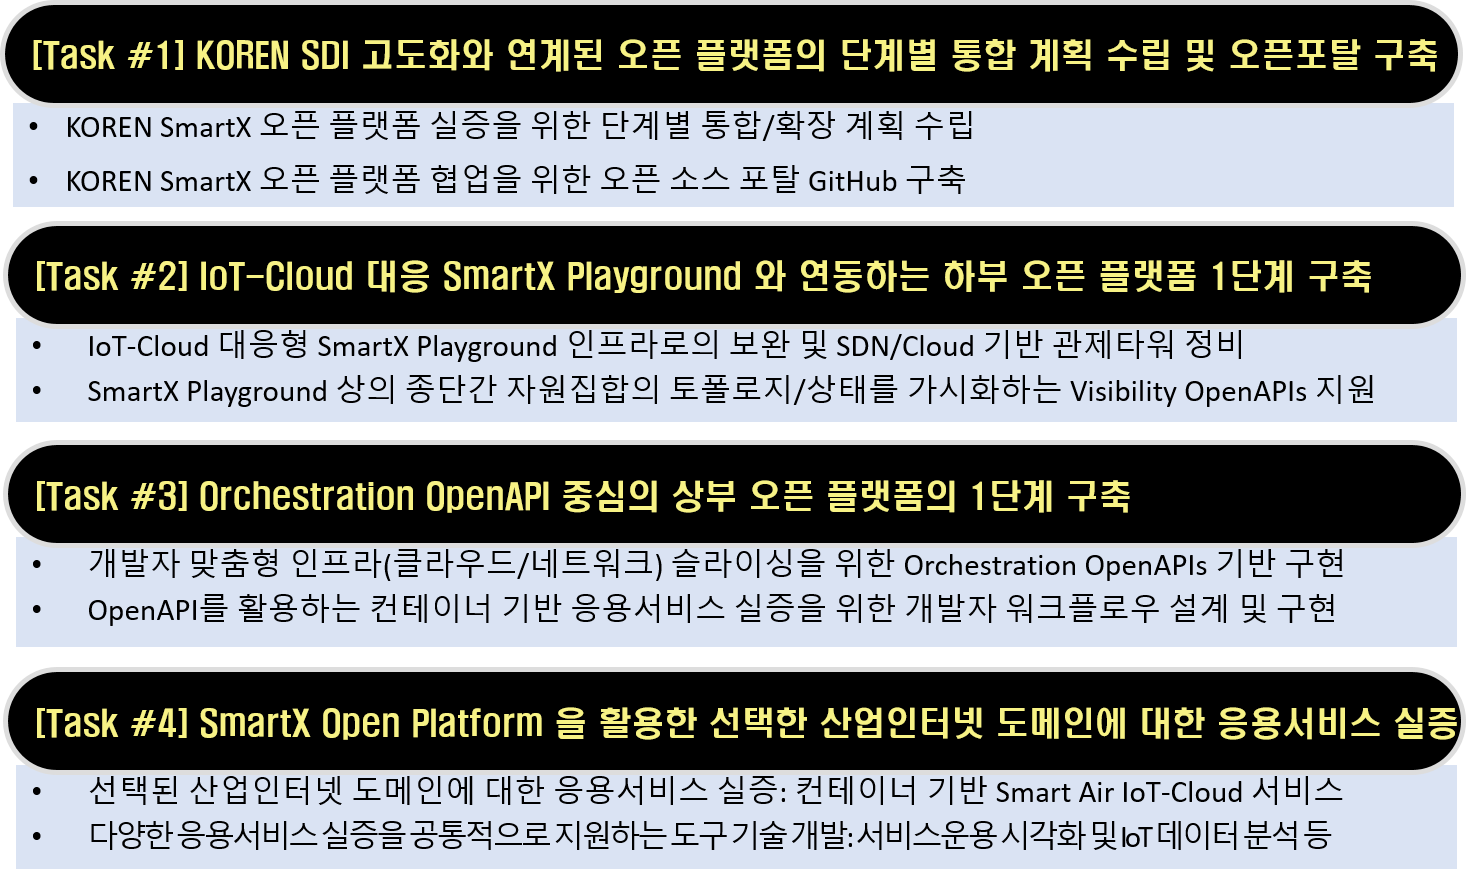 [Task #1] KOREN SDI 고도화와 연계된 오픈 플랫폼의 단계별 통합 계획 수립 및 오픈포탈 구축
• KOREN SmartX 오픈 플랫폼 실증을 위한 단계별 통합/확장 계획 수립
• KOREN SmartX 오픈 플랫폼 협업을 위한 오픈 소스 포탈 GitHub 구축
[Task #2] IoT-Cloud 대응 SmartX Playground 와 연동하는 하부 오픈 플랫폼 1단계 구축
• IoT-Cloud 대응형 SmartX Playground 인프라로의 보완 및 SDN/Cloud 기반 관제타워 정비
• SmartX Playground 상의 종단간 자원집합의 토폴로지/상태를 가시화하는 Visibility OpenAPIs 지원
[Task #3] Orchestration OpenAPI 중심의 상부 오픈 플랫폼의 1단계 구축
• 개발자 맞춤형 인프라(클라우드/네트워크) 슬라이싱을 위한 Orchestration OpenAPIs 기반 구현
• OpenAPI를 활용하는 컨테이너 기반 응용서비스 실증을 위한 개발자 워크플로우 설계 및 구현
[Task #4] SmartX Open Platform 을 활용한 선택한 산업인터넷 도메인에 대한 응용서비스 실증
• 선택된 산업인터넷 도메인에 대한 응용서비스 실증: 컨테이너 기반 Smart Air IoT-Cloud 서비스
• 다양한 응용서비스 실증을 공통적으로 지원하는 도구 기술 개발: 서비스운용 시각화 및 IoT 데이터 분석 등